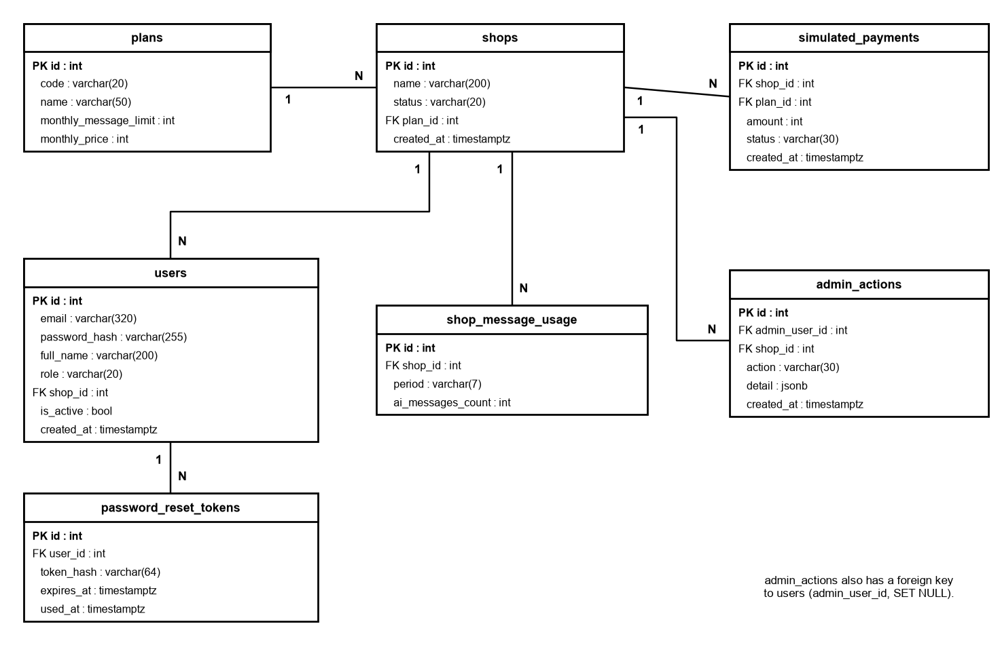 plans
PK id : int
code : varchar(20)
name : varchar(50)
monthly_message_limit : int
monthly_price : int
1
N
shops
PK id : int
name : varchar(200)
status : varchar(20)
FK plan_id : int
created_at : timestamptz
1
N
1
N
simulated_payments
PK id : int
FK shop_id : int
FK plan_id : int
amount : int
status : varchar(30)
created_at : timestamptz
1
N
1
N
users
PK id : int
email : varchar(320)
password_hash : varchar(255)
full_name : varchar(200)
role : varchar(20)
FK shop_id : int
is_active : bool
created_at : timestamptz
shop_message_usage
PK id : int
FK shop_id : int
period : varchar(7)
ai_messages_count : int
admin_actions
PK id : int
FK admin_user_id : int
FK shop_id : int
action : varchar(30)
detail : jsonb
created_at : timestamptz
1
N
password_reset_tokens
PK id : int
FK user_id : int
token_hash : varchar(64)
expires_at : timestamptz
used_at : timestamptz
admin_actions also has a foreign key
to users (admin_user_id, SET NULL).